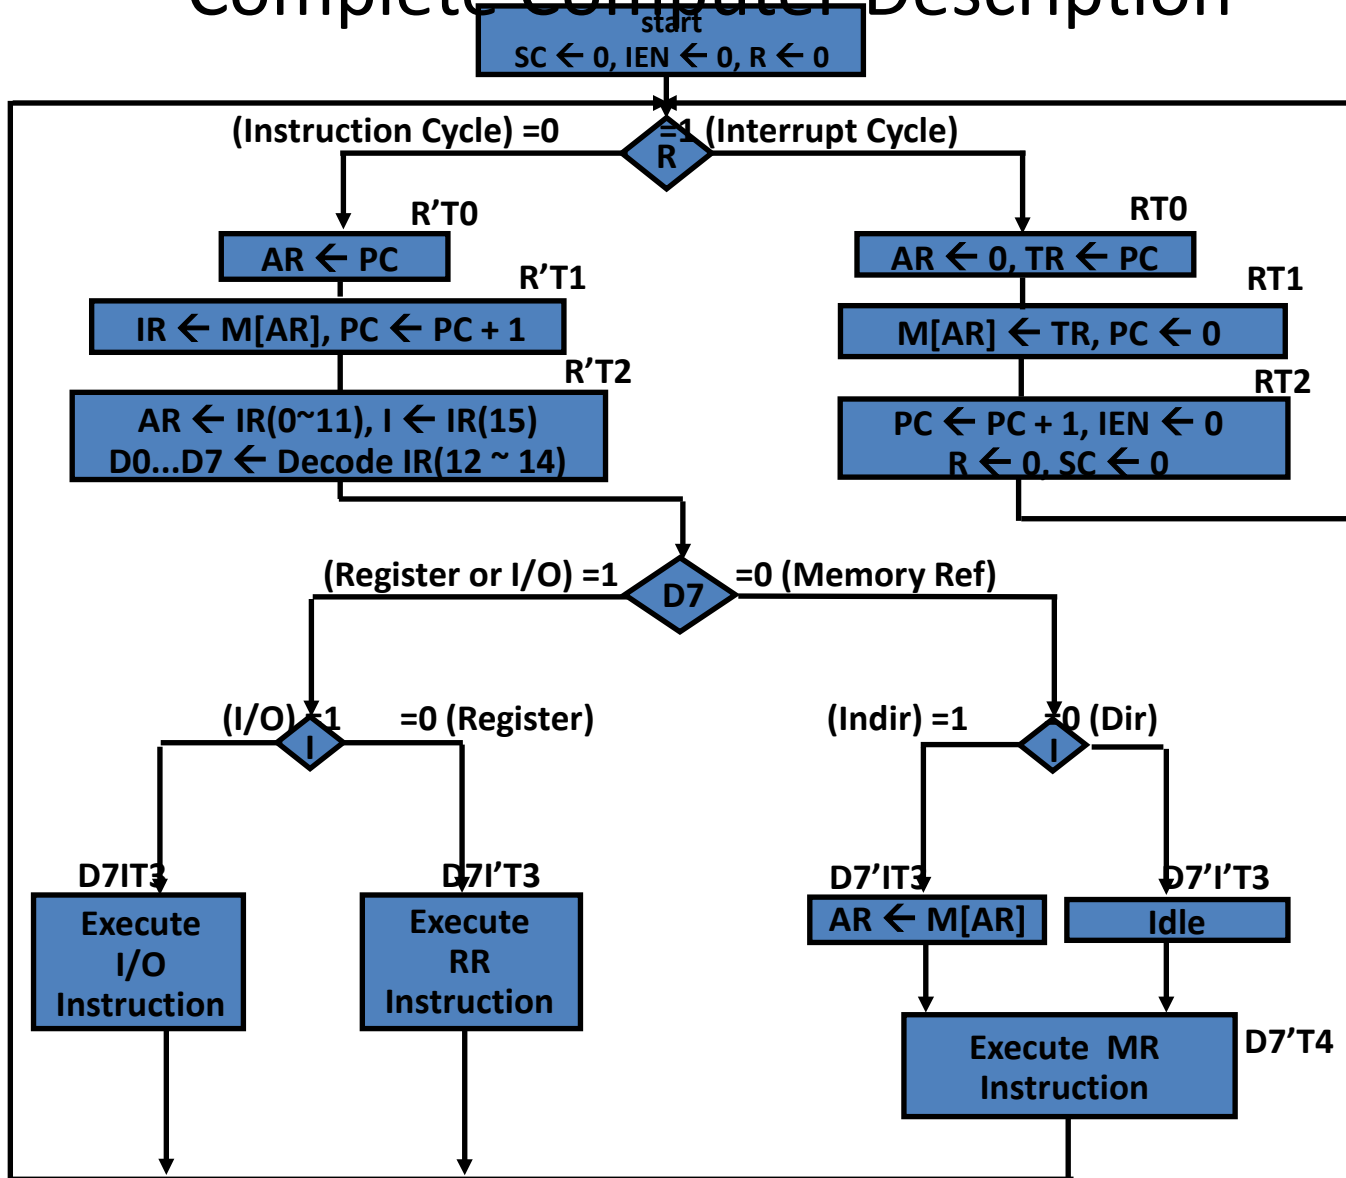 Complete Computer Description
start
SC ← 0, IEN ← 0, R ← 0
(Instruction Cycle) =0
=1 (Interrupt Cycle)
R
R’T0
AR ← PC
R’T1
IR ← M[AR], PC ← PC + 1
R’T2
AR ← IR(0~11), I ← IR(15)
D0...D7 ← Decode IR(12 ~ 14)
RT0
AR ← 0, TR ← PC
RT1
M[AR] ← TR, PC ← 0
RT2
PC ← PC + 1, IEN ← 0
R ← 0, SC ← 0
(Register or I/O) =1
=0 (Memory Ref)
D7
(I/O) =1
=0 (Register)
I
(Indir) =1
=0 (Dir)
I
D7IT3
Execute
I/O
Instruction
D7I’T3
Execute
RR
Instruction
D7’IT3
AR ← M[AR]
D7’I’T3
Idle
Execute MR
Instruction
D7’T4